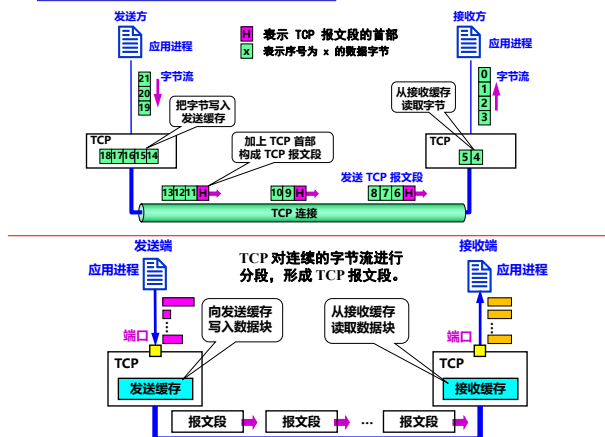 发送方
接收方
H 表示 TCP 报文段的首部
x 表示序号为 x 的数据字节
应用进程
应用进程
21
20
19
字节流
0
1
2
3
字节流
把字节写入
发送缓存
从接收缓存
读取字节
TCP
18 17 16 15 14
加上 TCP 首部
构成 TCP 报文段
TCP
5 4
发送 TCP 报文段
13 12 11 H
10 9 H
8 7 6 H
TCP 连接
发送端
接收端
TCP 对连续的字节流进行
分段，形成 TCP 报文段。
应用进程
应用进程
向发送缓存
写入数据块
从接收缓存
读取数据块
端口
端口
TCP
TCP
发送缓存
接收缓存
报文段 报文段 … 报文段